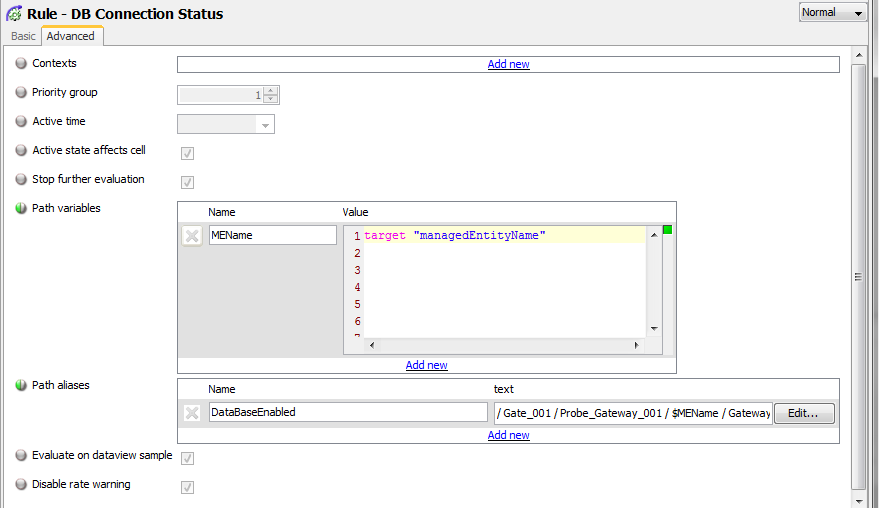 Rule - DB Connection Status
Normal
Basic Advanced
Contexts
Add new
Priority group
1
Active time
Active state affects cell
Stop further evaluation
Path variables
Name Value
MEName
1 target "managedEntityName"
2
3
4
5
6
Add new
Path aliases
Name text
DataBaseEnabled / Gate_001 / Probe_Gateway_001 / $MEName / Gateway Edit...
Add new
Evaluate on dataview sample
Disable rate warning